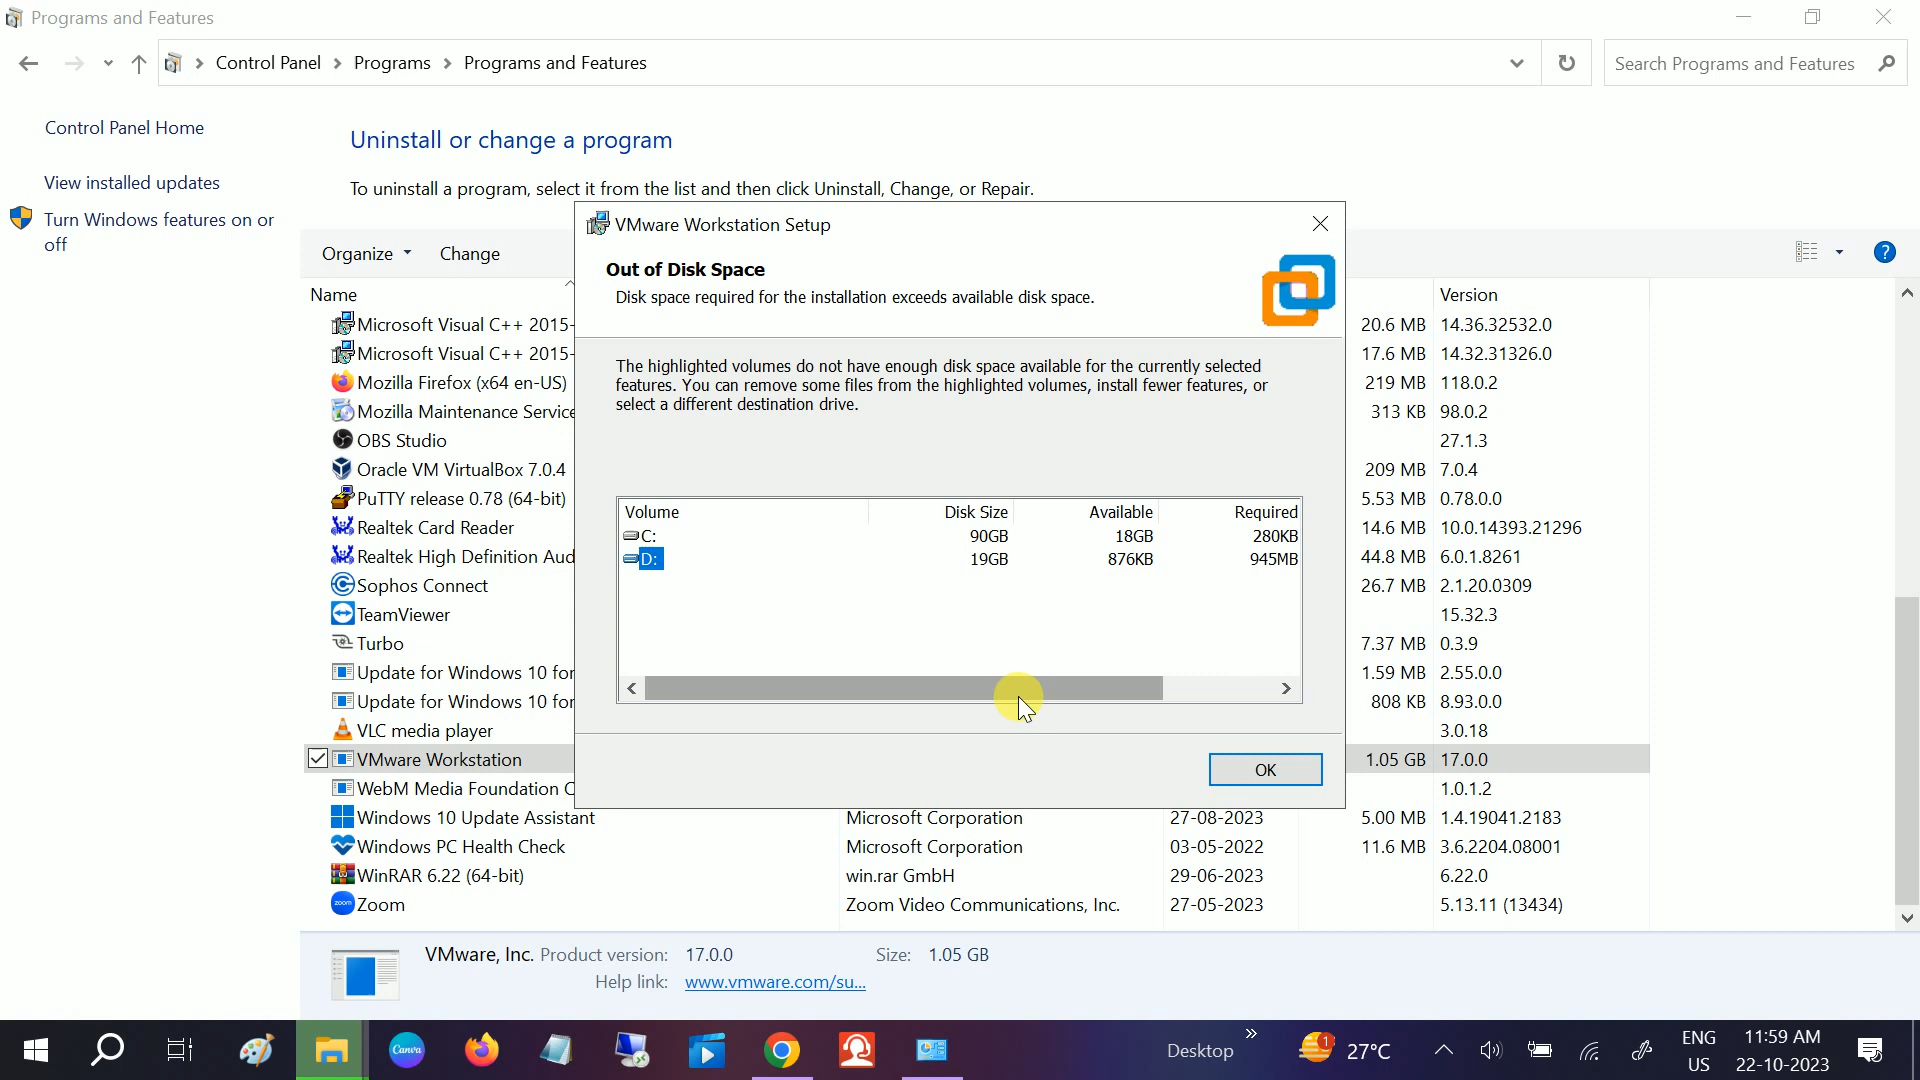 Programs and Features
Control Panel Programs Programs and Features
Search Programs and Features
Control Panel Home
View installed updates
Turn Windows features on or
off
Uninstall or change a program
To uninstall a program, select it from the list and then click Uninstall, Change, or Repair.
Organize Change
Name Version
Microsoft Visual C++ 2015- 20.6 MB 14.36.32532.0
Microsoft Visual C++ 2015- 17.6 MB 14.32.31326.0
Mozilla Firefox (x64 en-US) 219 MB 118.0.2
Mozilla Maintenance Service 313 KB 98.0.2
OBS Studio 27.1.3
Oracle VM VirtualBox 7.0.4 209 MB 7.0.4
PuTTY release 0.78 (64-bit) 5.53 MB 0.78.0.0
Realtek Card Reader 14.6 MB 10.0.14393.21296
Realtek High Definition Aud 44.8 MB 6.0.1.8261
Sophos Connect 26.7 MB 2.1.20.0309
TeamViewer 15.32.3
Turbo 7.37 MB 0.3.9
Update for Windows 10 for 1.59 MB 2.55.0.0
Update for Windows 10 for 808 KB 8.93.0.0
VLC media player 3.0.18
VMware Workstation 1.05 GB 17.0.0
WebM Media Foundation C 1.0.1.2
Windows 10 Update Assistant Microsoft Corporation 27-08-2023 5.00 MB 1.4.19041.2183
Windows PC Health Check Microsoft Corporation 03-05-2022 11.6 MB 3.6.2204.08001
WinRAR 6.22 (64-bit) win.rar GmbH 29-06-2023 6.22.0
Zoom Zoom Video Communications, Inc. 27-05-2023 5.13.11 (13434)
VMware Workstation Setup
Out of Disk Space
Disk space required for the installation exceeds available disk space.
The highlighted volumes do not have enough disk space available for the currently selected
features. You can remove some files from the highlighted volumes, install fewer features, or
select a different destination drive.
Volume Disk Size Available Required
C: 90GB 18GB 280KB
D: 19GB 876KB 945MB
OK
VMware, Inc. Product version: 17.0.0 Size: 1.05 GB
Help link: www.vmware.com/su...
Canva
Desktop
1
27°C
ENG
US
11:59 AM
22-10-2023